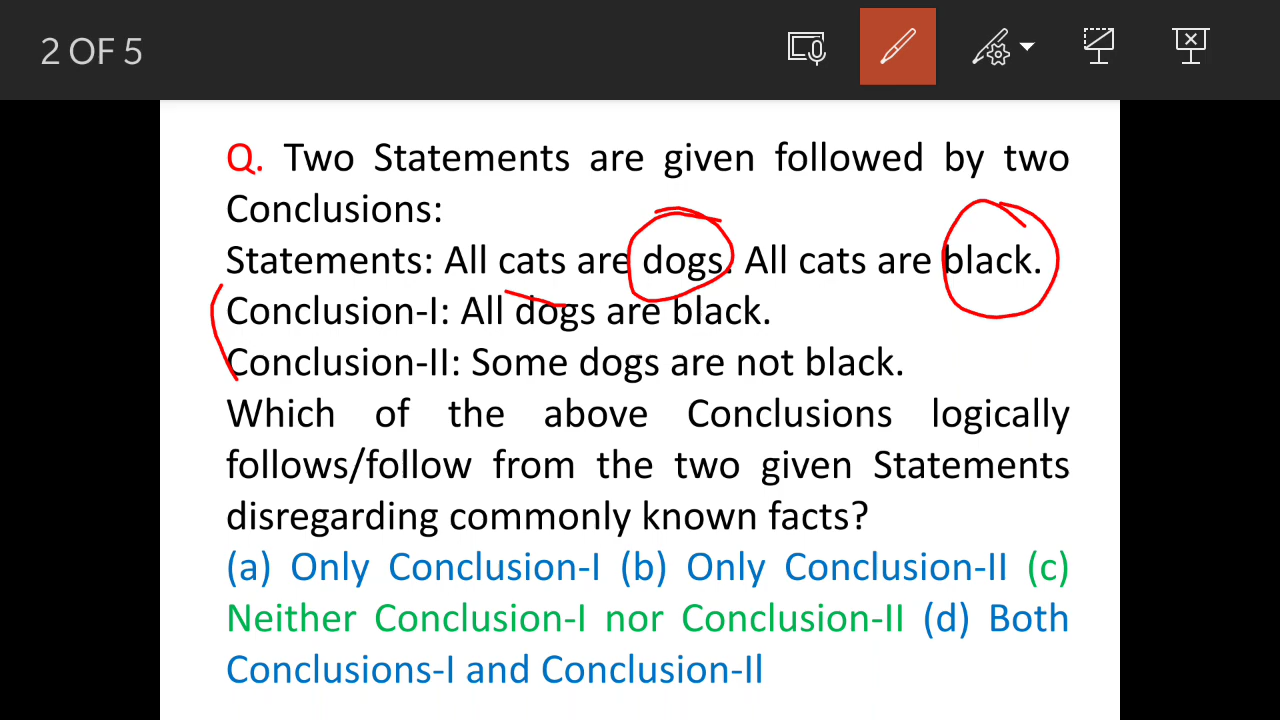 2 OF 5
Q. Two Statements are given followed by two
Conclusions:
Statements: All cats are dogs. All cats are black.
Conclusion-I: All dogs are black.
Conclusion-II: Some dogs are not black.
Which of the above Conclusions logically
follows/follow from the two given Statements
disregarding commonly known facts?
(a) Only Conclusion-I (b) Only Conclusion-II (c)
Neither Conclusion-I nor Conclusion-II (d) Both
Conclusions-I and Conclusion-Il